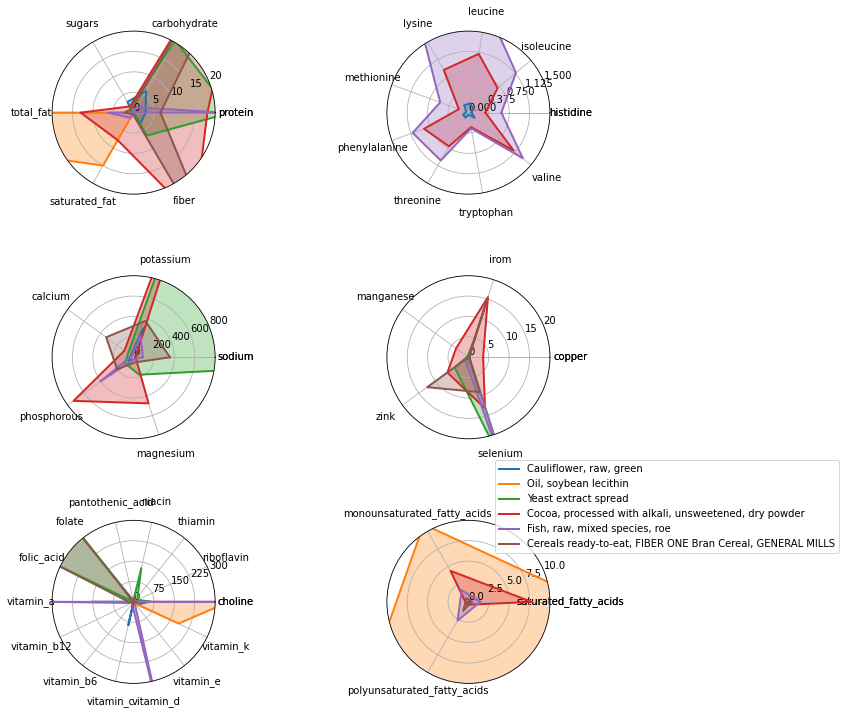 sugars
carbohydrate
total_fat
0
5
10
15
20
protein
saturated_fat
fiber
leucine
lysine
isoleucine
methionine
0.000
0.375
0.750
1.125
1.500
histidine
phenylalanine
valine
threonine
tryptophan
potassium
calcium
0
200
400
600
800
sodium
phosphorous
magnesium
irom
manganese
0
5
10
15
20
copper
zink
selenium
Cauliflower, raw, green
Oil, soybean lecithin
Yeast extract spread
Cocoa, processed with alkali, unsweetened, dry powder
Fish, raw, mixed species, roe
Cereals ready-to-eat, FIBER ONE Bran Cereal, GENERAL MILLS
pantothenic_acid
niacin
folate
thiamin
folic_acid
riboflavin
0
75
150
225
300
vitamin_a
choline
vitamin_b12
vitamin_k
vitamin_b6
vitamin_e
vitamin_c
vitamin_d
monounsaturated_fatty_acids
0.0
2.5
5.0
7.5
10.0
saturated_fatty_acids
polyunsaturated_fatty_acids